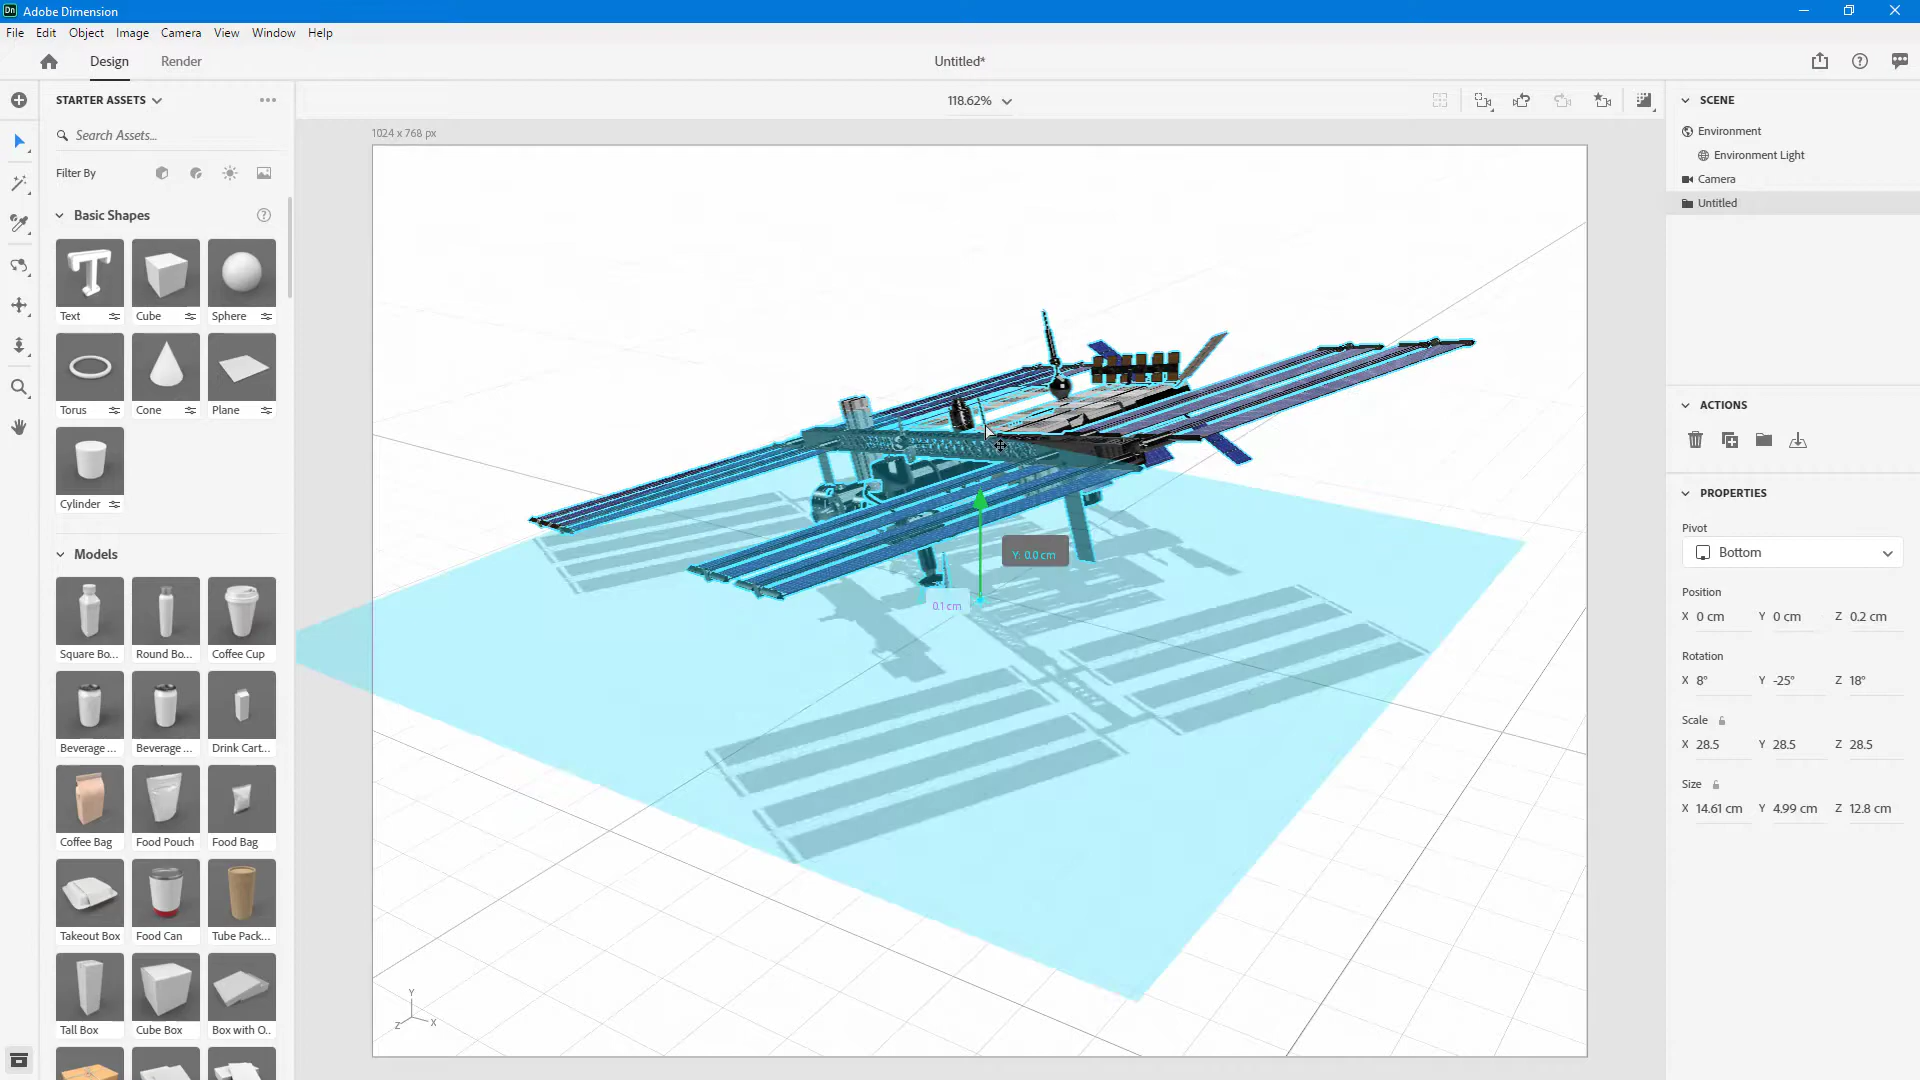 Dn Adobe Dimension
File Edit Object Image Camera View Window Help
Design Render Untitled*
STARTER ASSETS
118.62%
Search Assets...
1024 x 768 px
Filter By
Basic Shapes
Text Cube Sphere
Torus Cone Plane
Cylinder
Models
Square Bo... Round Bo... Coffee Cup
Beverage ... Beverage ... Drink Cart...
Coffee Bag Food Pouch Food Bag
Takeout Box Food Can Tube Pack...
Tall Box Cube Box Box with O..
Y: 0.0 cm
0.1 cm
Y
Z X
SCENE
Environment
Environment Light
Camera
Untitled
ACTIONS
PROPERTIES
Pivot
Bottom
Position
X 0 cm Y 0 cm Z 0.2 cm
Rotation
X 8° Y -25° Z 18°
Scale
X 28.5 Y 28.5 Z 28.5
Size
X 14.61 cm Y 4.99 cm Z 12.8 cm